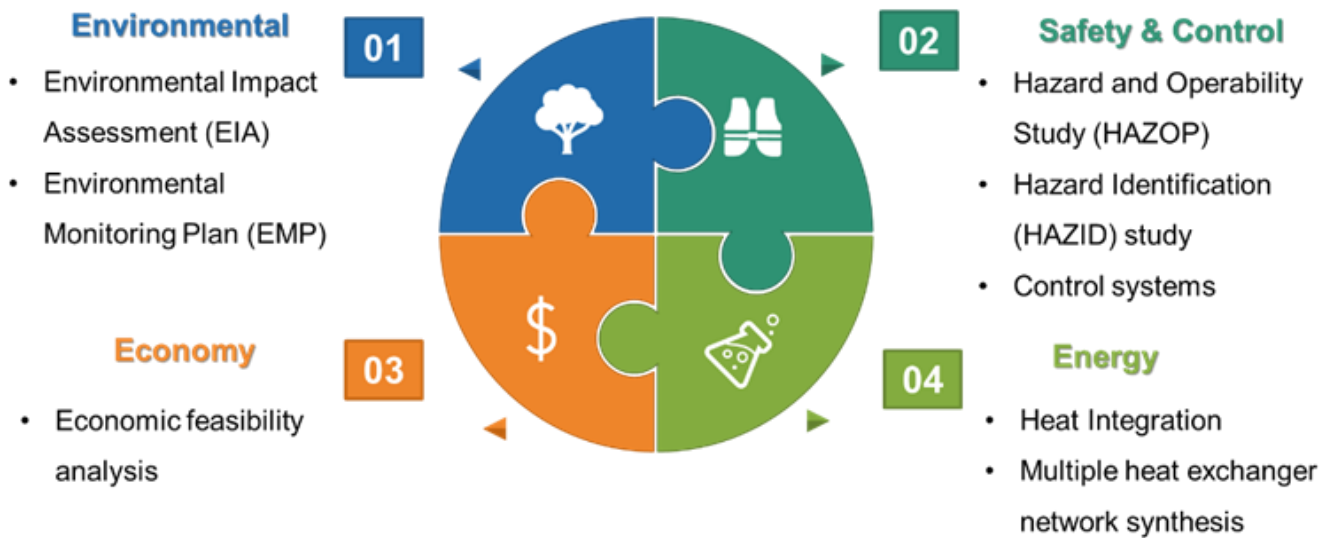 Environmental
01
• Environmental Impact
Assessment (EIA)
• Environmental
Monitoring Plan (EMP)
02
Safety & Control
• Hazard and Operability
Study (HAZOP)
• Hazard Identification
(HAZID) study
• Control systems
Economy
03
• Economic feasibility
analysis
$
04
Energy
• Heat Integration
• Multiple heat exchanger
network synthesis